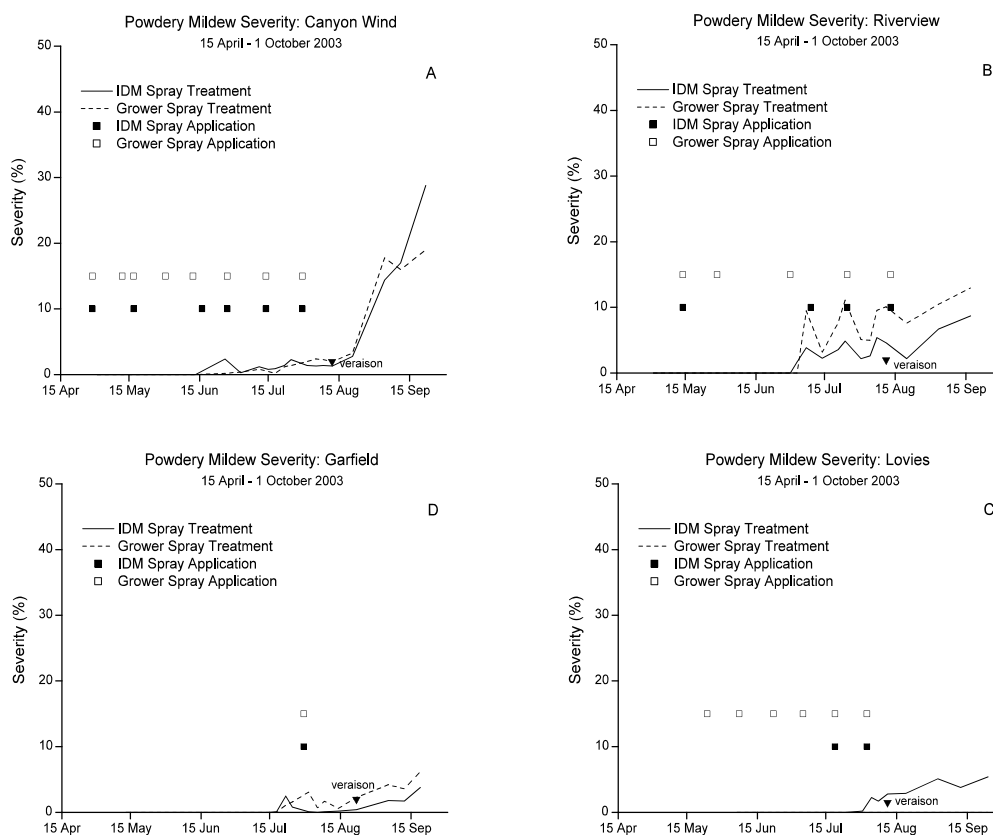 Powdery Mildew Severity: Canyon Wind
15 April - 1 October 2003
A
IDM Spray Treatment
Grower Spray Treatment
IDM Spray Application
Grower Spray Application
Severity (%)
50
40
30
20
10
0
veraison
15 Apr 15 May 15 Jun 15 Jul 15 Aug 15 Sep
Powdery Mildew Severity: Riverview
15 April - 1 October 2003
B
IDM Spray Treatment
Grower Spray Treatment
IDM Spray Application
Grower Spray Application
Severity (%)
50
40
30
20
10
0
veraison
15 Apr 15 May 15 Jun 15 Jul 15 Aug 15 Sep
Powdery Mildew Severity: Garfield
15 April - 1 October 2003
D
IDM Spray Treatment
Grower Spray Treatment
IDM Spray Application
Grower Spray Application
Severity (%)
50
40
30
20
10
0
veraison
15 Apr 15 May 15 Jun 15 Jul 15 Aug 15 Sep
Powdery Mildew Severity: Lovies
15 April - 1 October 2003
C
IDM Spray Treatment
Grower Spray Treatment
IDM Spray Application
Grower Spray Application
Severity (%)
50
40
30
20
10
0
veraison
15 Apr 15 May 15 Jun 15 Jul 15 Aug 15 Sep